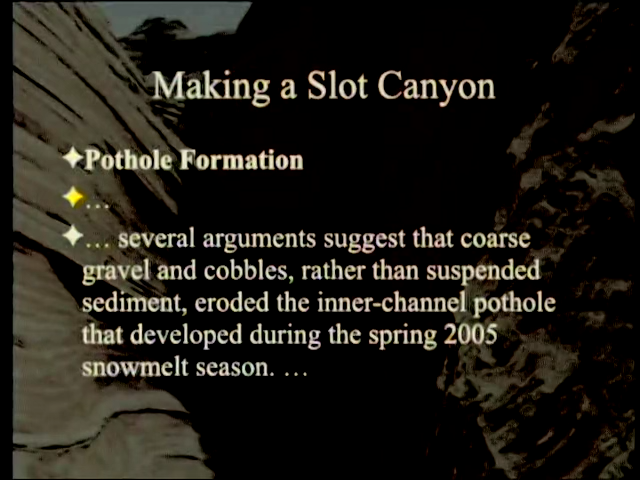 Making a Slot Canyon
Pothole Formation
…
… several arguments suggest that coarse
gravel and cobbles, rather than suspended
sediment, eroded the inner-channel pothole
that developed during the spring 2005
snowmelt season. …